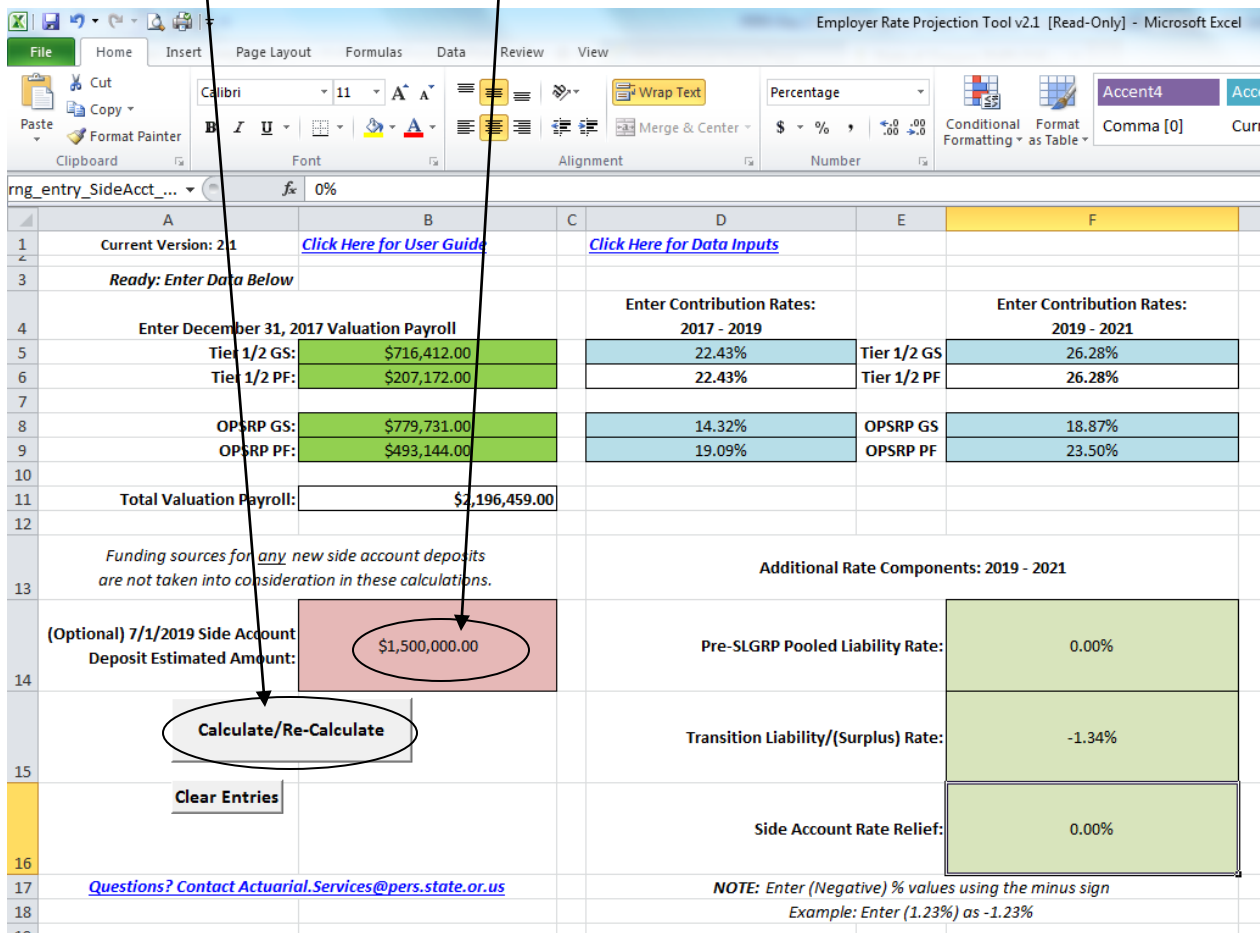 Employer Rate Projection Tool v2.1 [Read-Only] - Microsoft Excel
File Home Insert Page Layout Formulas Data Review View
Cut
Copy
Format Painter
Paste
Clipboard
Calibri 11 A A
B I U A
Font
Wrap Text
Merge & Center
Alignment
Percentage
$ % , .0 .00 .00 .0
Number
Conditional Formatting
Format as Table
Accent4
Comma [0]
rng_entry_SideAcct_... fx 0%
A B C D E F
1 Current Version: 2.1 Click Here for User Guide Click Here for Data Inputs
2
3 Ready: Enter Data Below
Enter Contribution Rates: Enter Contribution Rates:
4 Enter December 31, 2017 Valuation Payroll 2017 - 2019 2019 - 2021
5 Tier 1/2 GS: $716,412.00 22.43% Tier 1/2 GS 26.28%
6 Tier 1/2 PF: $207,172.00 22.43% Tier 1/2 PF 26.28%
7
8 OPSRP GS: $779,731.00 14.32% OPSRP GS 18.87%
9 OPSRP PF: $493,144.00 19.09% OPSRP PF 23.50%
10
11 Total Valuation Payroll: $2,196,459.00
12
Funding sources for any new side account deposits
are not taken into consideration in these calculations.
13 Additional Rate Components: 2019 - 2021
(Optional) 7/1/2019 Side Account
Deposit Estimated Amount:
$1,500,000.00
Pre-SLGRP Pooled Liability Rate: 0.00%
14
Calculate/Re-Calculate
Transition Liability/(Surplus) Rate: -1.34%
15
Clear Entries
Side Account Rate Relief: 0.00%
16
17 Questions? Contact Actuarial.Services@pers.state.or.us NOTE: Enter (Negative) % values using the minus sign
18 Example: Enter (1.23%) as -1.23%